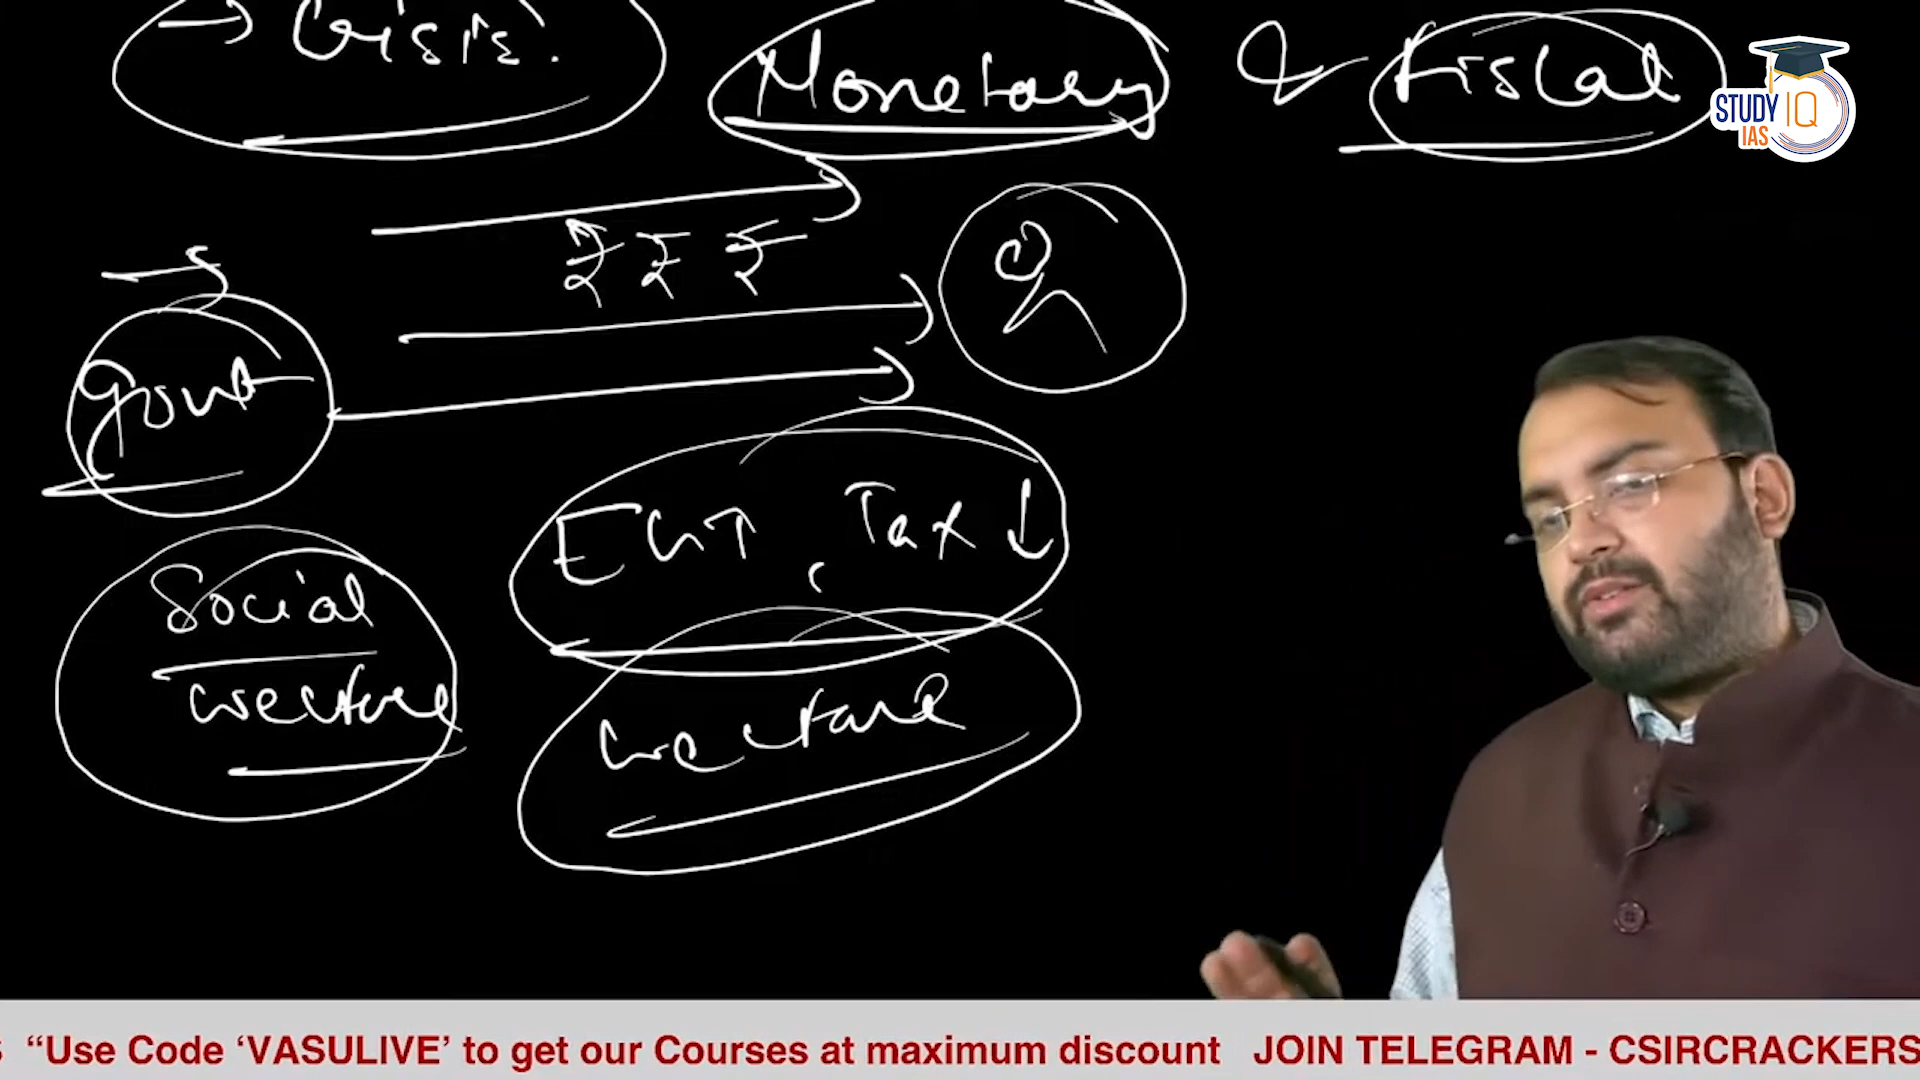 → Crisis. Monetary & Fiscal
STUDY IQ
IAS
₹ ₹ ₹
Govt
EG↑, Tax ↓
Social
welfare
welfare
“Use Code ‘VASULIVE’ to get our Courses at maximum discount JOIN TELEGRAM - CSIRCRACKERS